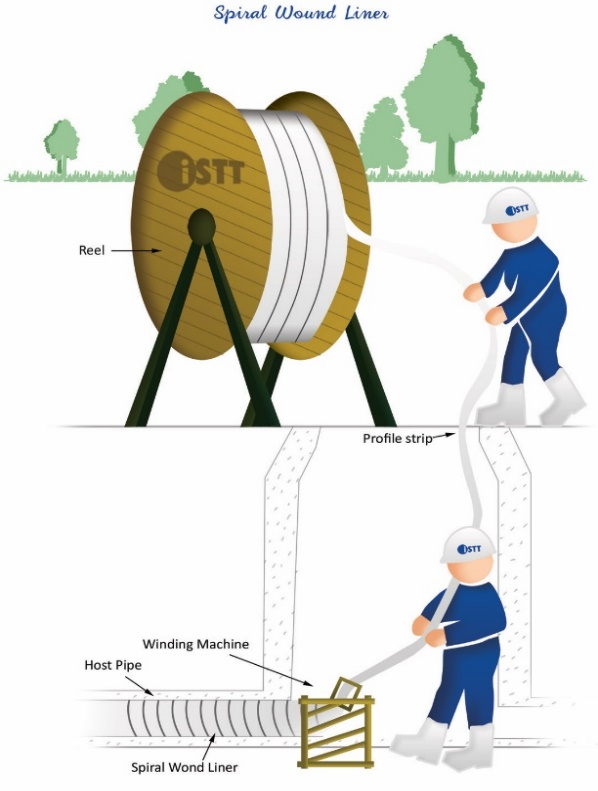 Spiral Wound Liner
iSTT
iSTT
Reel
Profile strip
iSTT
Winding Machine
Host Pipe
Spiral Wond Liner